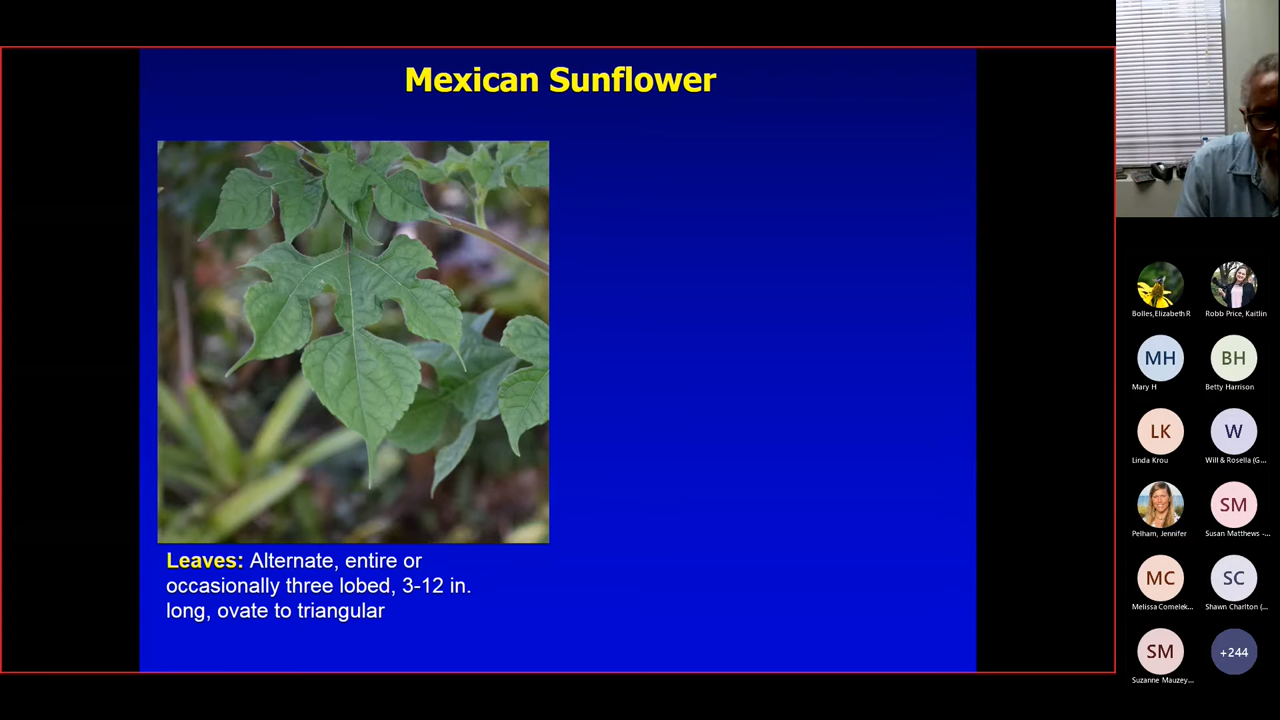 Mexican Sunflower
Leaves: Alternate, entire or
occasionally three lobed, 3-12 in.
long, ovate to triangular
Bolles,Elizabeth R
Robb Price, Kaitlin
MH
Mary H
BH
Betty Harrison
LK
Linda Krou
W
Will & Rosella (G...
Pelham, Jennifer
SM
Susan Matthews -...
MC
Melissa Comelek...
SC
Shawn Charlton (...
SM
Suzanne Mauzey...
+244